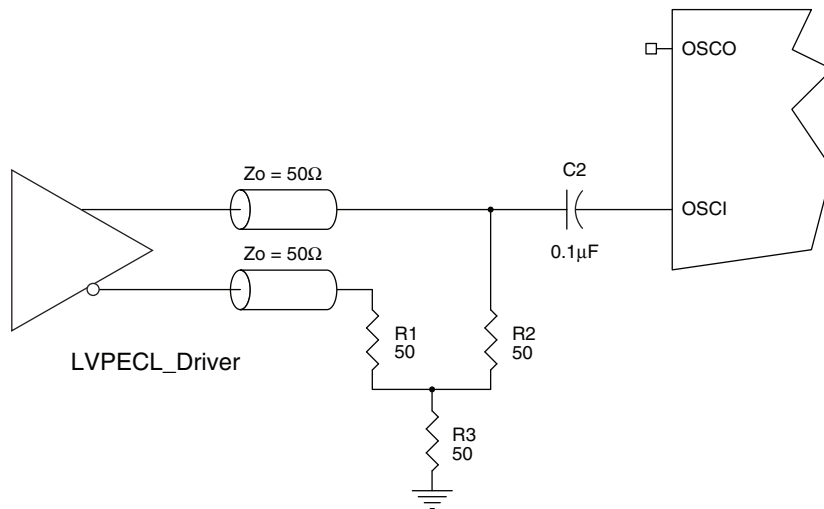 OSCO
Zo = 50Ω
C2
OSCI
0.1µF
Zo = 50Ω
LVPECL_Driver
R1
50
R2
50
R3
50